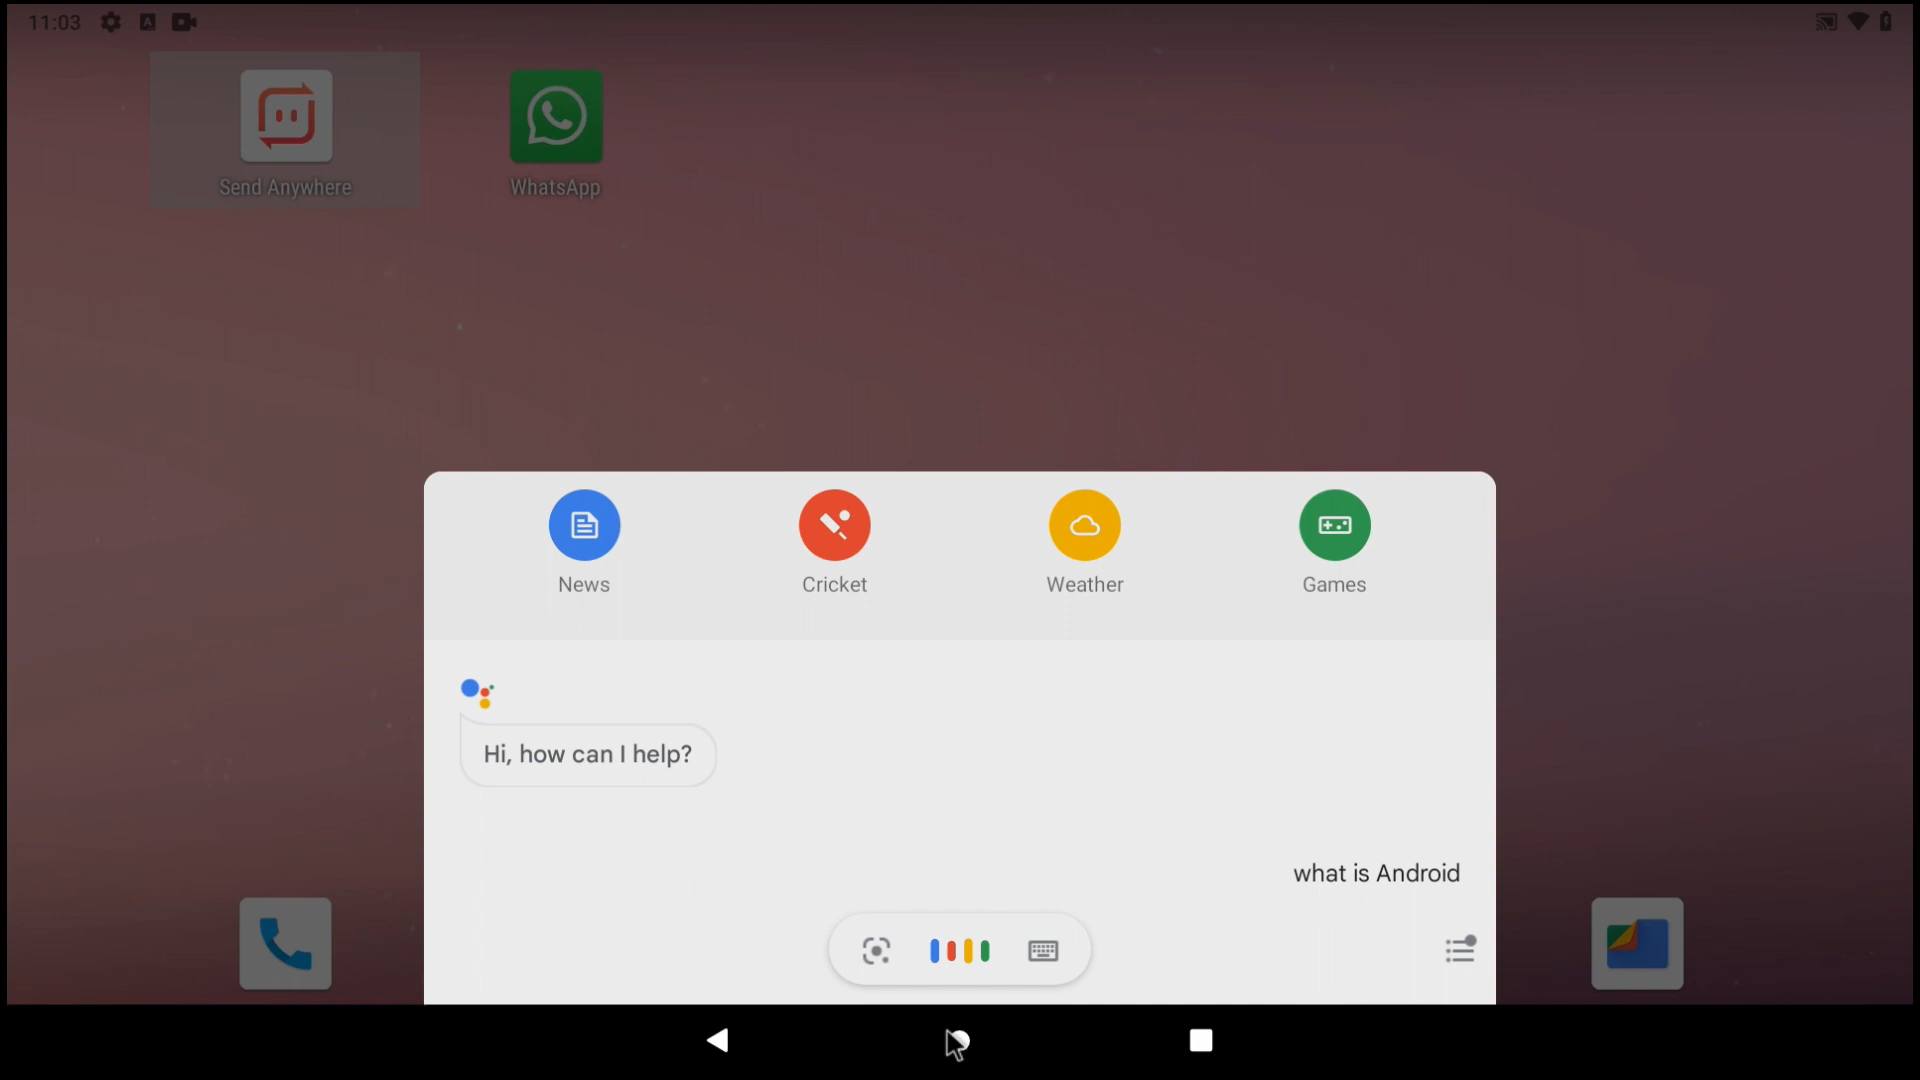 11:03
Send Anywhere
WhatsApp
News
Cricket
Weather
Games
Hi, how can I help?
what is Android